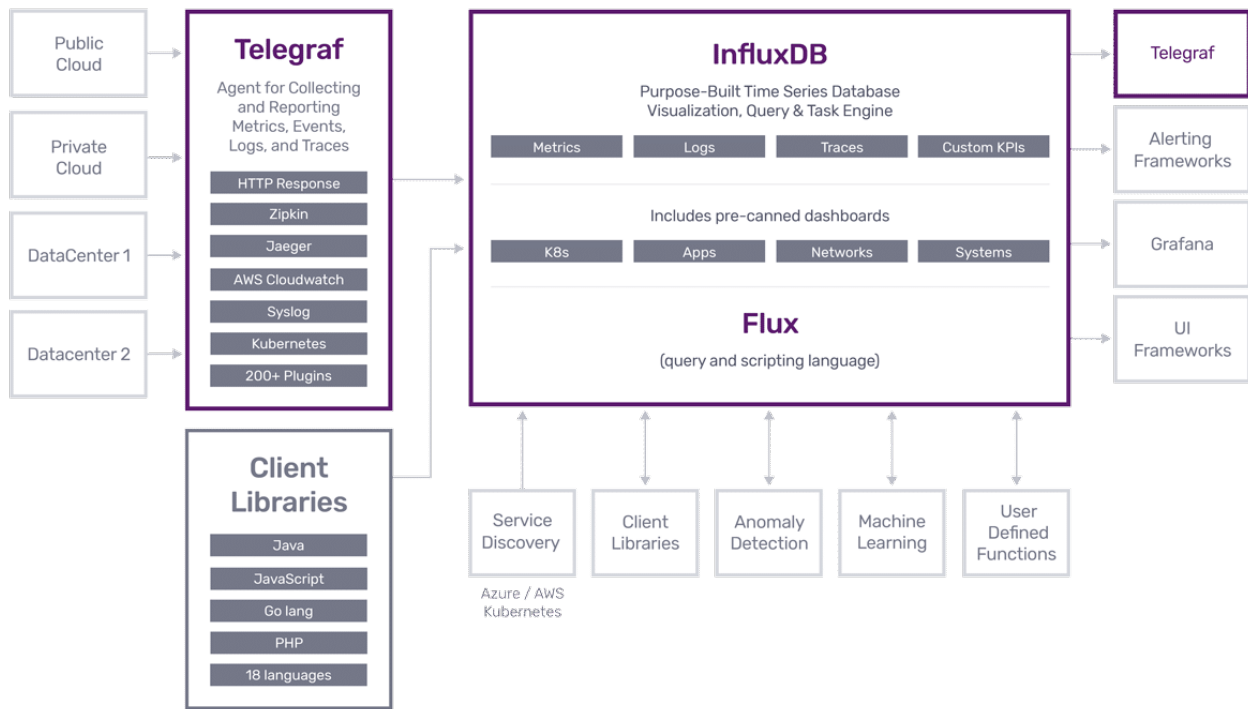 Public
Cloud
Private
Cloud
DataCenter 1
Datacenter 2
Telegraf
Agent for Collecting
and Reporting
Metrics, Events,
Logs, and Traces
HTTP Response
Zipkin
Jaeger
AWS Cloudwatch
Syslog
Kubernetes
200+ Plugins
Client
Libraries
Java
JavaScript
Go lang
PHP
18 languages
InfluxDB
Purpose-Built Time Series Database
Visualization, Query & Task Engine
Metrics
Logs
Traces
Custom KPIs
Includes pre-canned dashboards
K8s
Apps
Networks
Systems
Flux
(query and scripting language)
Service
Discovery
Azure / AWS
Kubernetes
Client
Libraries
Anomaly
Detection
Machine
Learning
User
Defined
Functions
Telegraf
Alerting
Frameworks
Grafana
UI
Frameworks